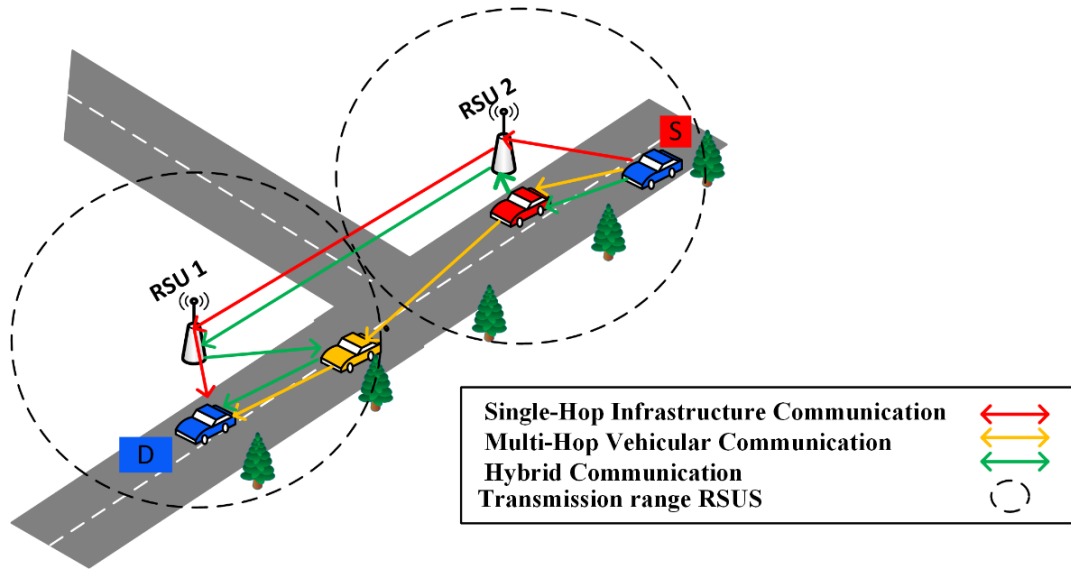 RSU 2
S
RSU 1
D
Single-Hop Infrastructure Communication
Multi-Hop Vehicular Communication
Hybrid Communication
Transmission range RSUS